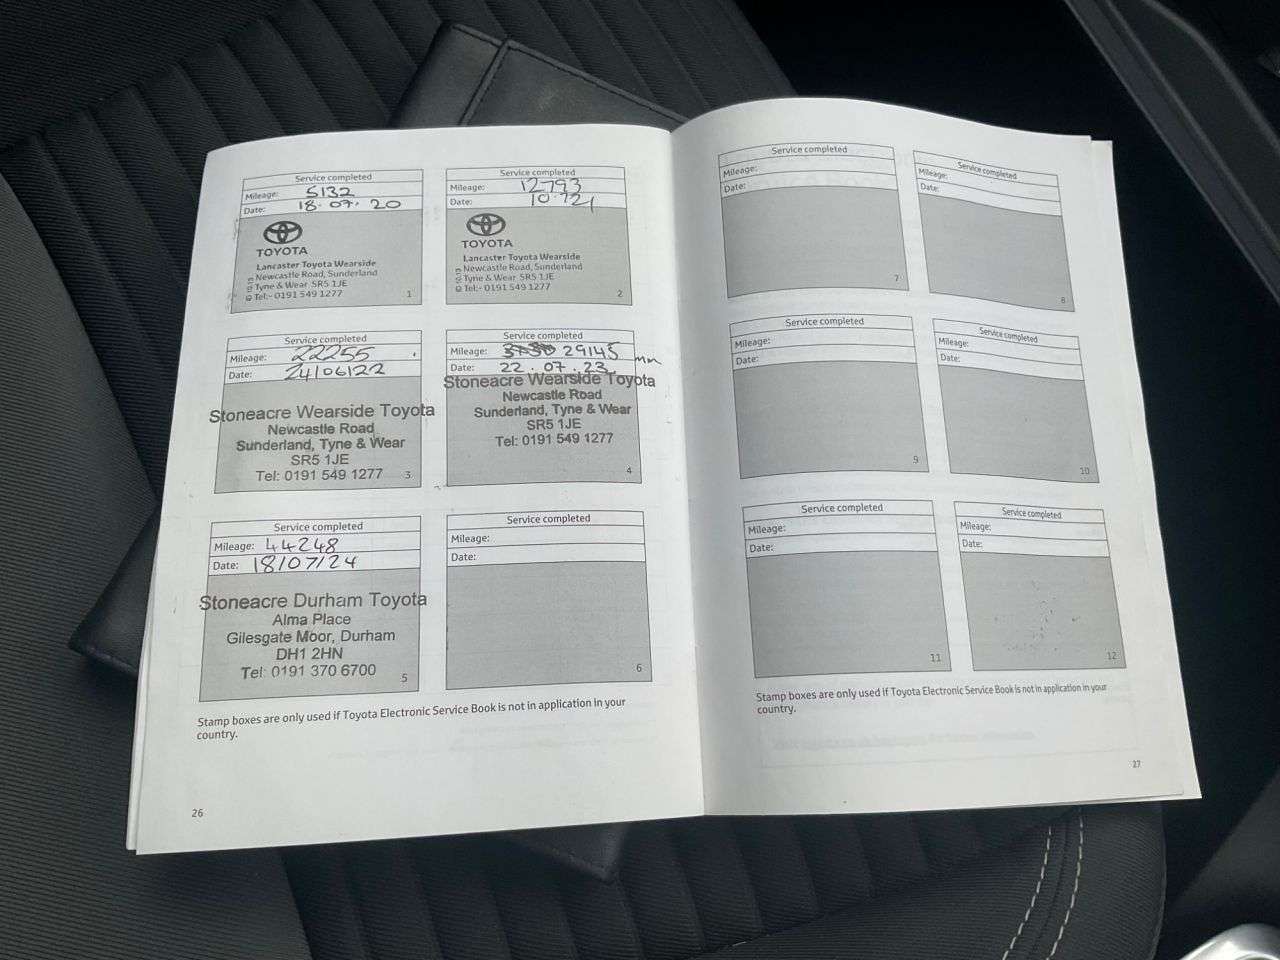 Service completed
Mileage: 5132
Date: 18.07.20
TOYOTA
Lancaster Toyota Wearside
Newcastle Road, Sunderland
Tyne & Wear SR5 1JE
Tel:- 0191 549 1277
1
Service completed
Mileage: 12793
Date: 10.7.21
TOYOTA
Lancaster Toyota Wearside
Newcastle Road, Sunderland
Tyne & Wear SR5 1JE
Tel:- 0191 549 1277
2
Service completed
Mileage: 22255
Date: 24/06/22
Stoneacre Wearside Toyota
Newcastle Road
Sunderland, Tyne & Wear
SR5 1JE
Tel: 0191 549 1277
3
Service completed
Mileage: 29145
Date: 22.07.23
Stoneacre Wearside Toyota
Newcastle Road
Sunderland, Tyne & Wear
SR5 1JE
Tel: 0191 549 1277
4
Service completed
Mileage: 44248
Date: 18/07/24
Stoneacre Durham Toyota
Alma Place
Gilesgate Moor, Durham
DH1 2HN
Tel: 0191 370 6700
5
Service completed
Mileage:
Date:
6
Stamp boxes are only used if Toyota Electronic Service Book is not in application in your
country.
26
Service completed
Mileage:
Date:
7
Service completed
Mileage:
Date:
8
Service completed
Mileage:
Date:
9
Service completed
Mileage:
Date:
10
Service completed
Mileage:
Date:
11
Service completed
Mileage:
Date:
12
Stamp boxes are only used if Toyota Electronic Service Book is not in application in your
country.
27